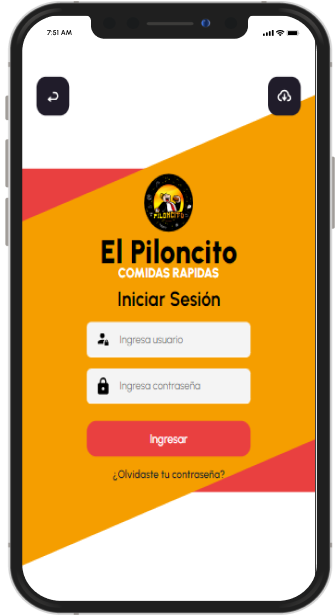 7:51 AM
PILONCITO
El Piloncito
COMIDAS RAPIDAS
Iniciar Sesión
Ingresa usuario
Ingresa contraseña
Ingresar
¿Olvidaste tu contraseña?